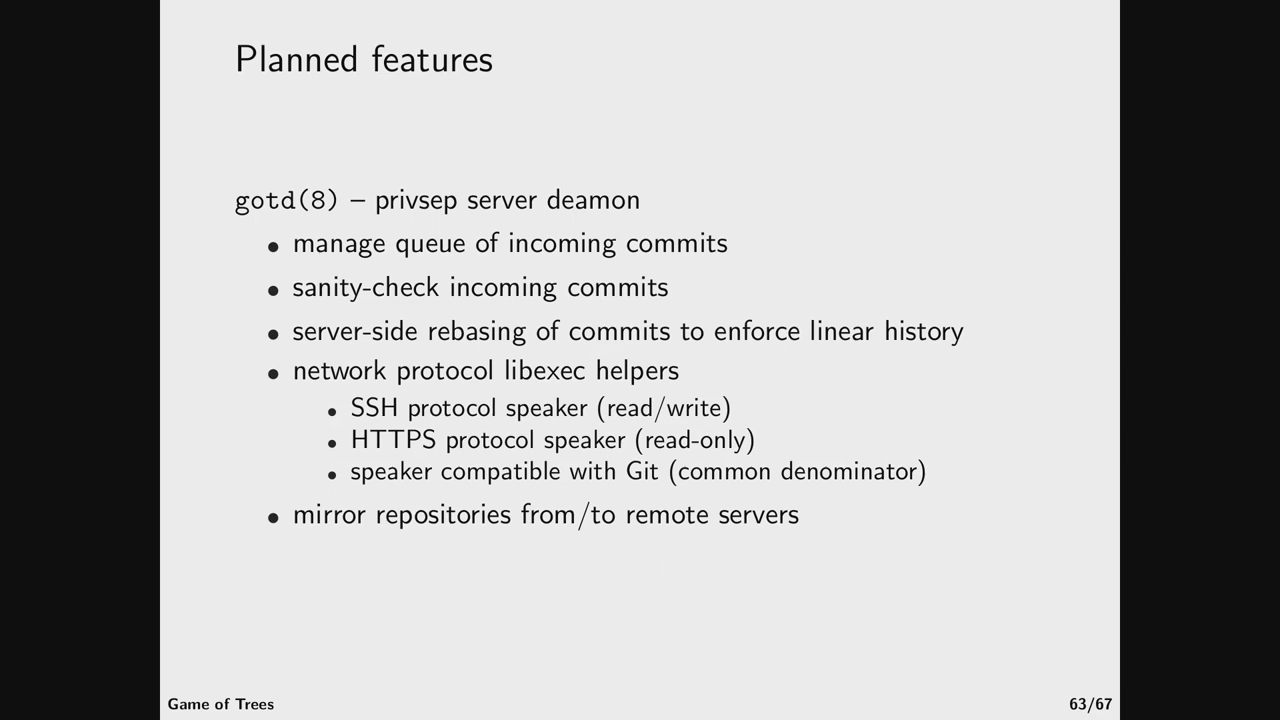 Planned features
gotd(8) – privsep server deamon
• manage queue of incoming commits
• sanity-check incoming commits
• server-side rebasing of commits to enforce linear history
• network protocol libexec helpers
• SSH protocol speaker (read/write)
• HTTPS protocol speaker (read-only)
• speaker compatible with Git (common denominator)
• mirror repositories from/to remote servers
Game of Trees
63/67